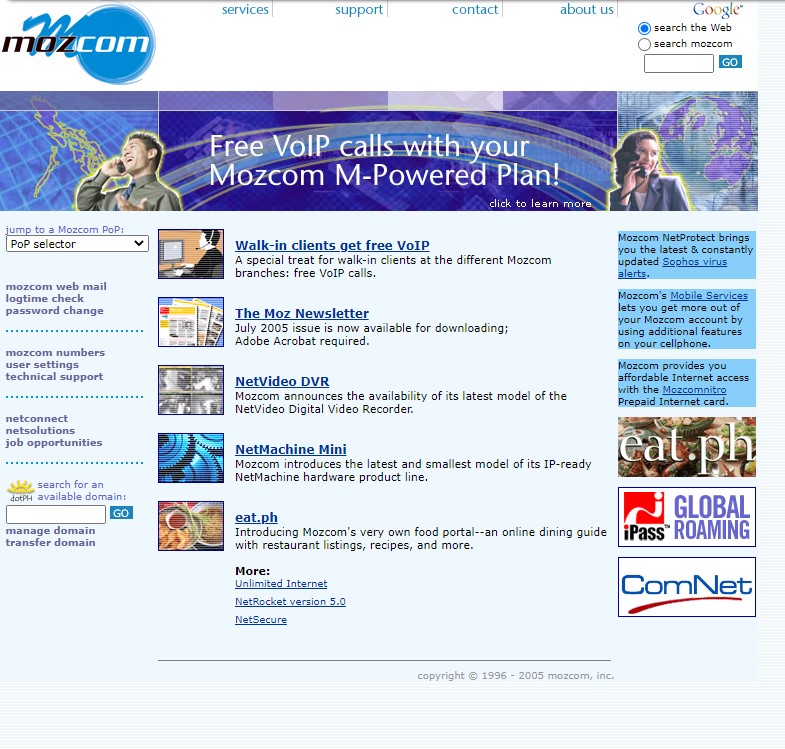 mozcom
services
support
contact
about us
Google
search the Web
search mozcom
GO
Free VoIP calls with your
Mozcom M-Powered Plan!
click to learn more
jump to a Mozcom PoP:
PoP selector
mozcom web mail
logtime check
password change
mozcom numbers
user settings
technical support
netconnect
netsolutions
job opportunities
dotPH
search for an
available domain:
GO
manage domain
transfer domain
Walk-in clients get free VoIP
A special treat for walk-in clients at the different Mozcom
branches: free VoIP calls.
The Moz Newsletter
July 2005 issue is now available for downloading;
Adobe Acrobat required.
NetVideo DVR
Mozcom announces the availability of its latest model of the
NetVideo Digital Video Recorder.
NetMachine Mini
Mozcom introduces the latest and smallest model of its IP-ready
NetMachine hardware product line.
eat.ph
Introducing Mozcom's very own food portal--an online dining guide
with restaurant listings, recipes, and more.
More:
Unlimited Internet
NetRocket version 5.0
NetSecure
Mozcom NetProtect brings
you the latest & constantly
updated Sophos virus
alerts.
Mozcom's Mobile Services
lets you get more out of
your Mozcom account by
using additional features
on your cellphone.
Mozcom provides you
affordable Internet access
with the Mozcomnitro
Prepaid Internet card.
eat.ph
iPass™ GLOBAL
ROAMING
ComNet
copyright © 1996 - 2005 mozcom, inc.